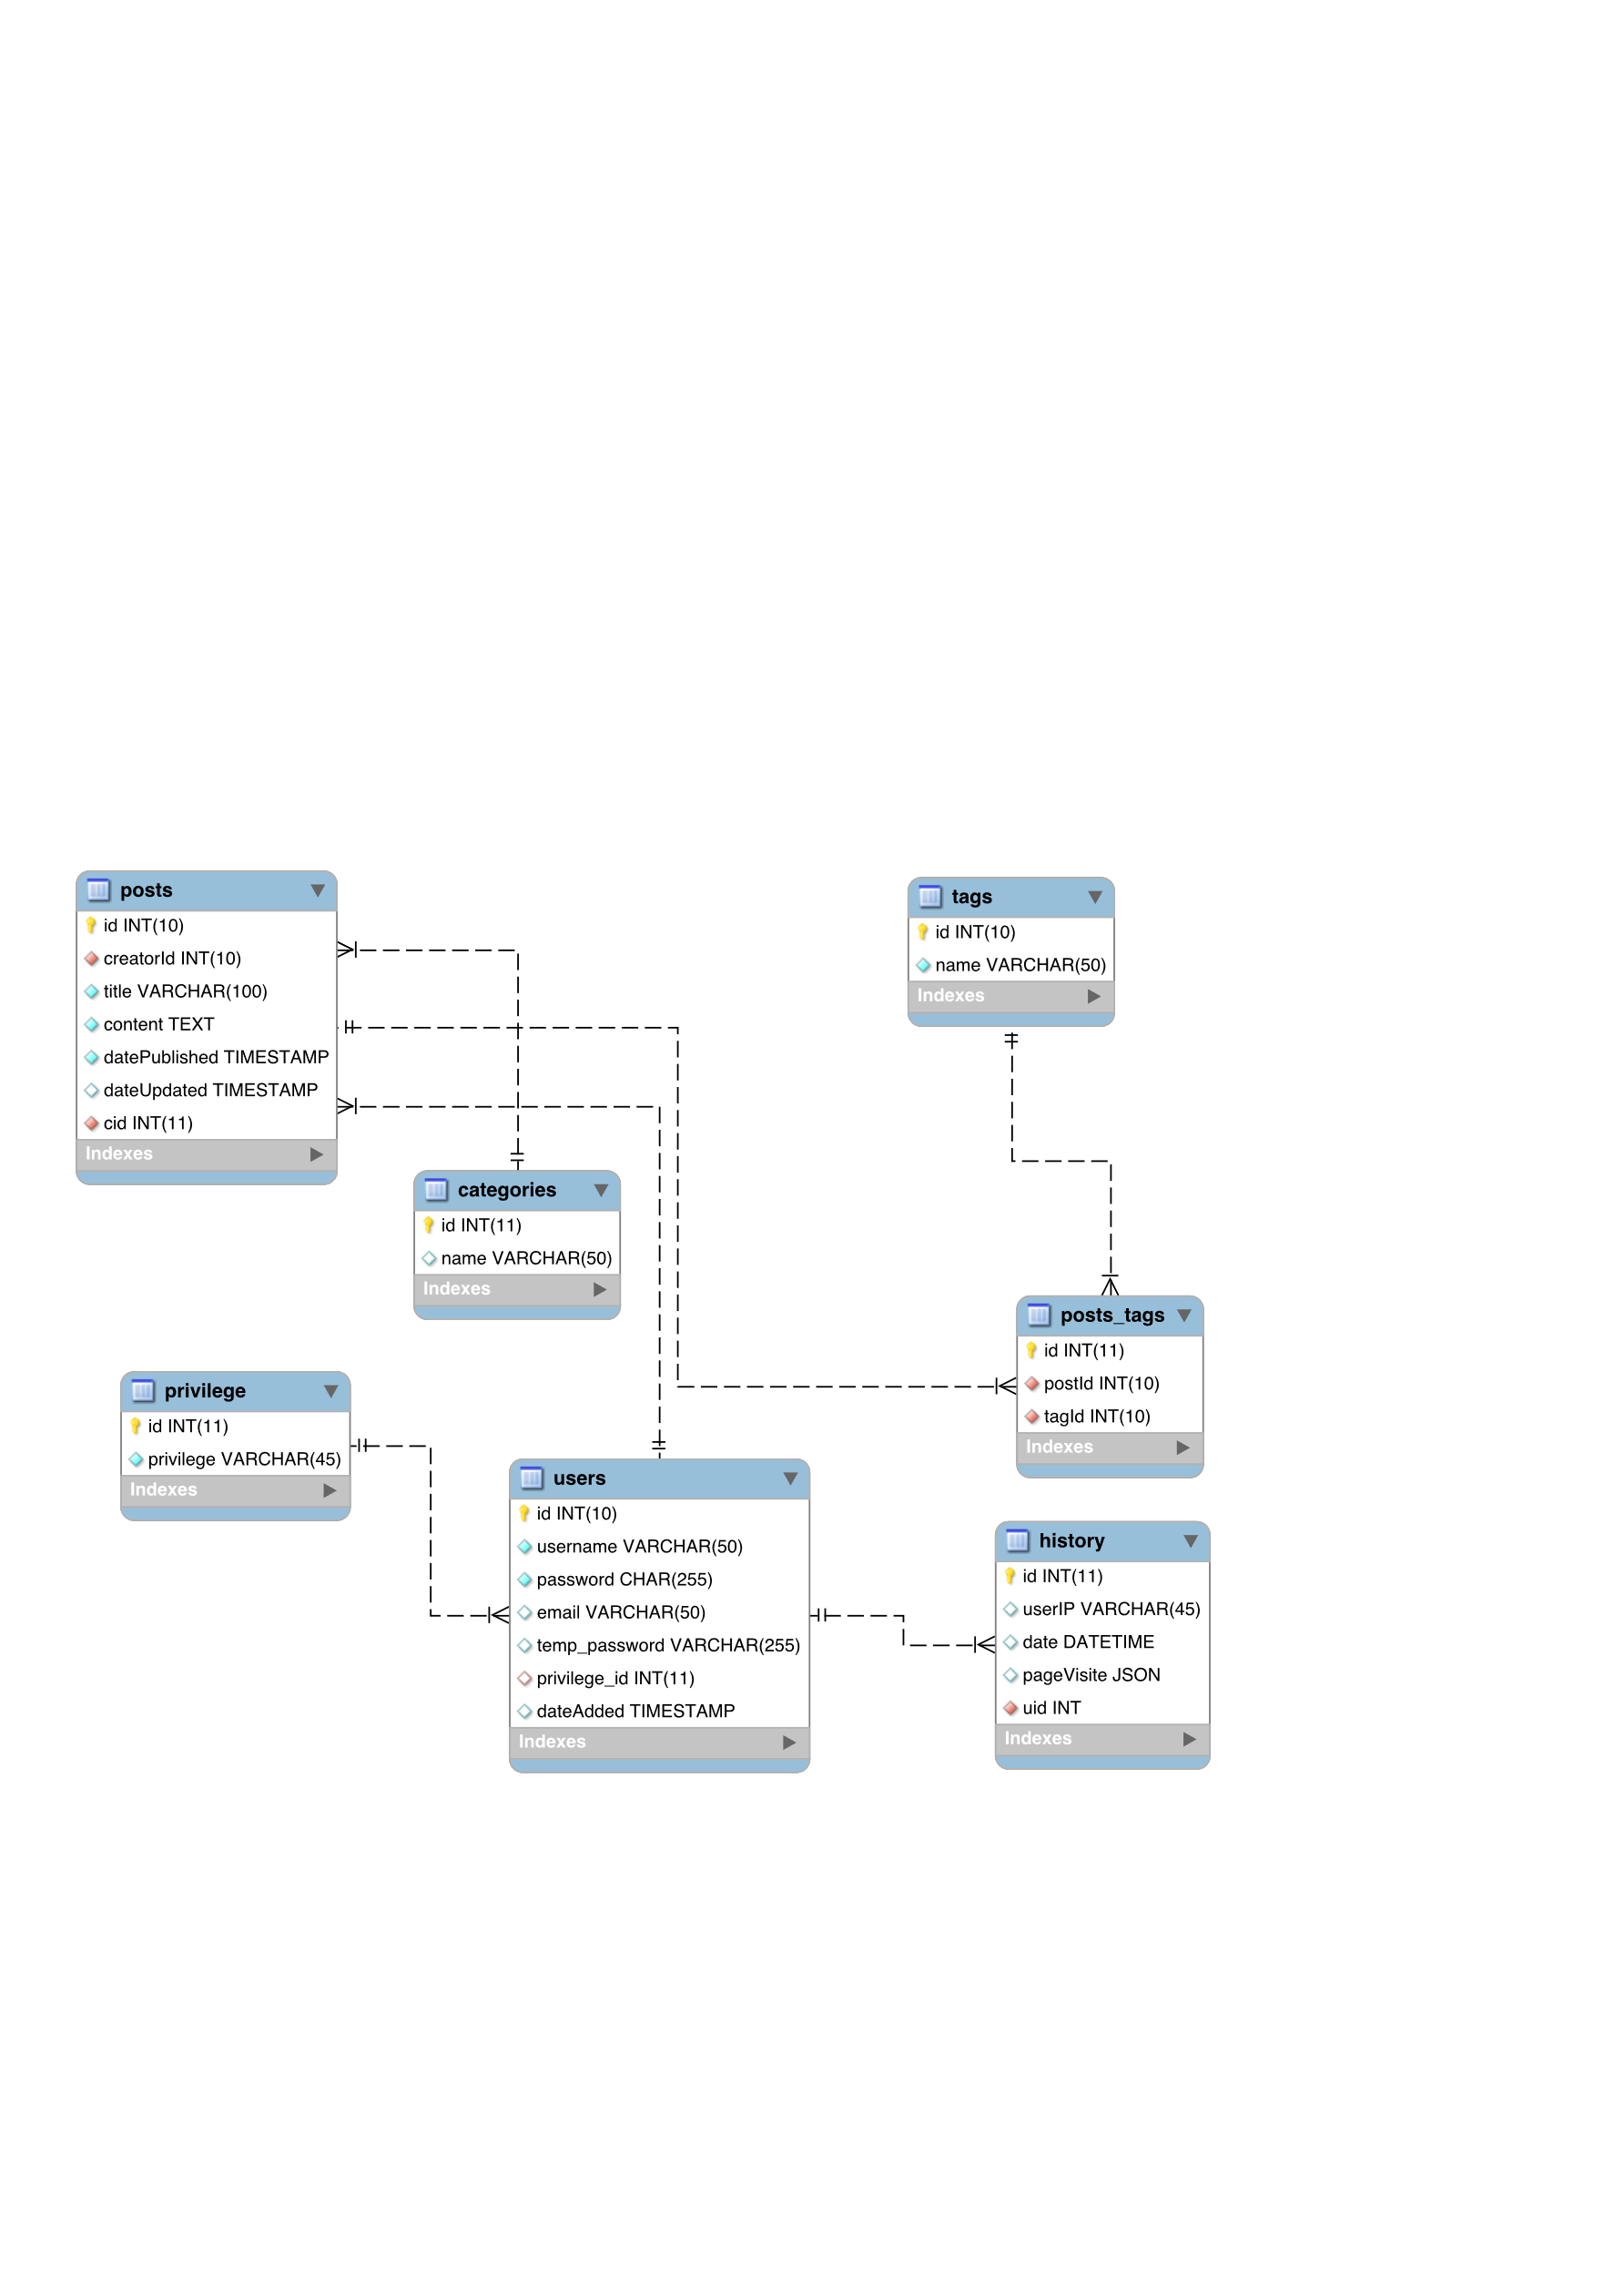 posts
id INT(10)
creatorId INT(10)
title VARCHAR(100)
content TEXT
datePublished TIMESTAMP
dateUpdated TIMESTAMP
cid INT(11)
Indexes
tags
id INT(10)
name VARCHAR(50)
Indexes
categories
id INT(11)
name VARCHAR(50)
Indexes
posts_tags
id INT(11)
postId INT(10)
tagId INT(10)
Indexes
privilege
id INT(11)
privilege VARCHAR(45)
Indexes
users
id INT(10)
username VARCHAR(50)
password CHAR(255)
email VARCHAR(50)
temp_password VARCHAR(255)
privilege_id INT(11)
dateAdded TIMESTAMP
Indexes
history
id INT(11)
userIP VARCHAR(45)
date DATETIME
pageVisite JSON
uid INT
Indexes